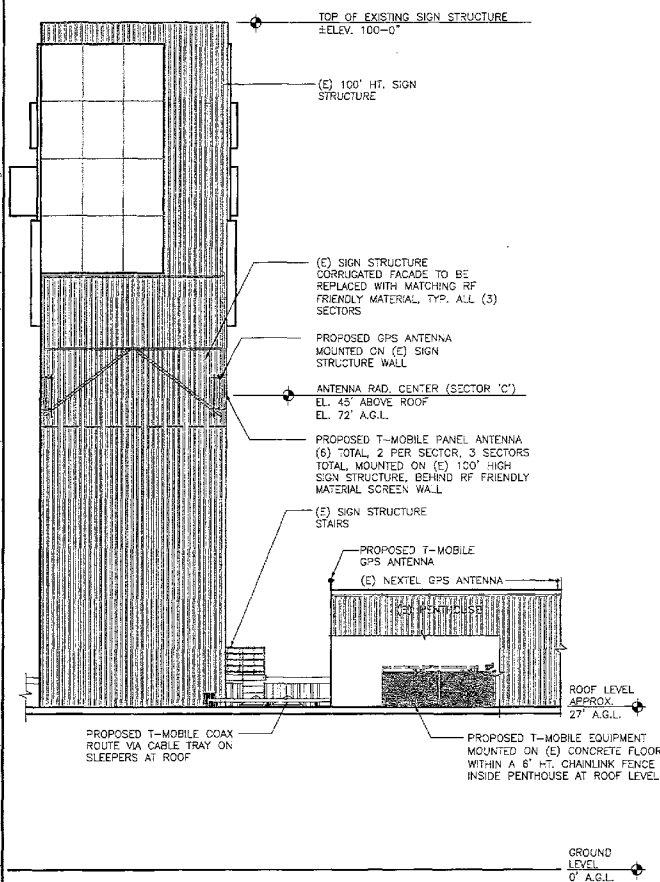 TOP OF EXISTING SIGN STRUCTURE
±ELEV. 100-0"
(E) 100' HT. SIGN
STRUCTURE
(E) SIGN STRUCTURE
CORRUGATED FACADE TO BE
REPLACED WITH MATCHING RF
FRIENDLY MATERIAL, TYP. ALL (3)
SECTORS
PROPOSED GPS ANTENNA
MOUNTED ON (E) SIGN
STRUCTURE WALL
ANTENNA RAD. CENTER (SECTOR 'C')
EL. 45' ABOVE ROOF
EL. 72' A.G.L.
PROPOSED T-MOBILE PANEL ANTENNA
(6) TOTAL, 2 PER SECTOR, 3 SECTORS
TOTAL, MOUNTED ON (E) 100' HIGH
SIGN STRUCTURE, BEHIND RF FRIENDLY
MATERIAL SCREEN WALL
(E) SIGN STRUCTURE
STAIRS
PROPOSED T-MOBILE
GPS ANTENNA
(E) NEXTEL GPS ANTENNA
(E) PENTHOUSE
ROOF LEVEL
APPROX.
27' A.G.L.
PROPOSED T-MOBILE COAX
ROUTE VIA CABLE TRAY ON
SLEEPERS AT ROOF
PROPOSED T-MOBILE EQUIPMENT
MOUNTED ON (E) CONCRETE FLOOR
WITHIN A 6' HT. CHAINLINK FENCE
INSIDE PENTHOUSE AT ROOF LEVEL
GROUND
LEVEL
0' A.G.L.